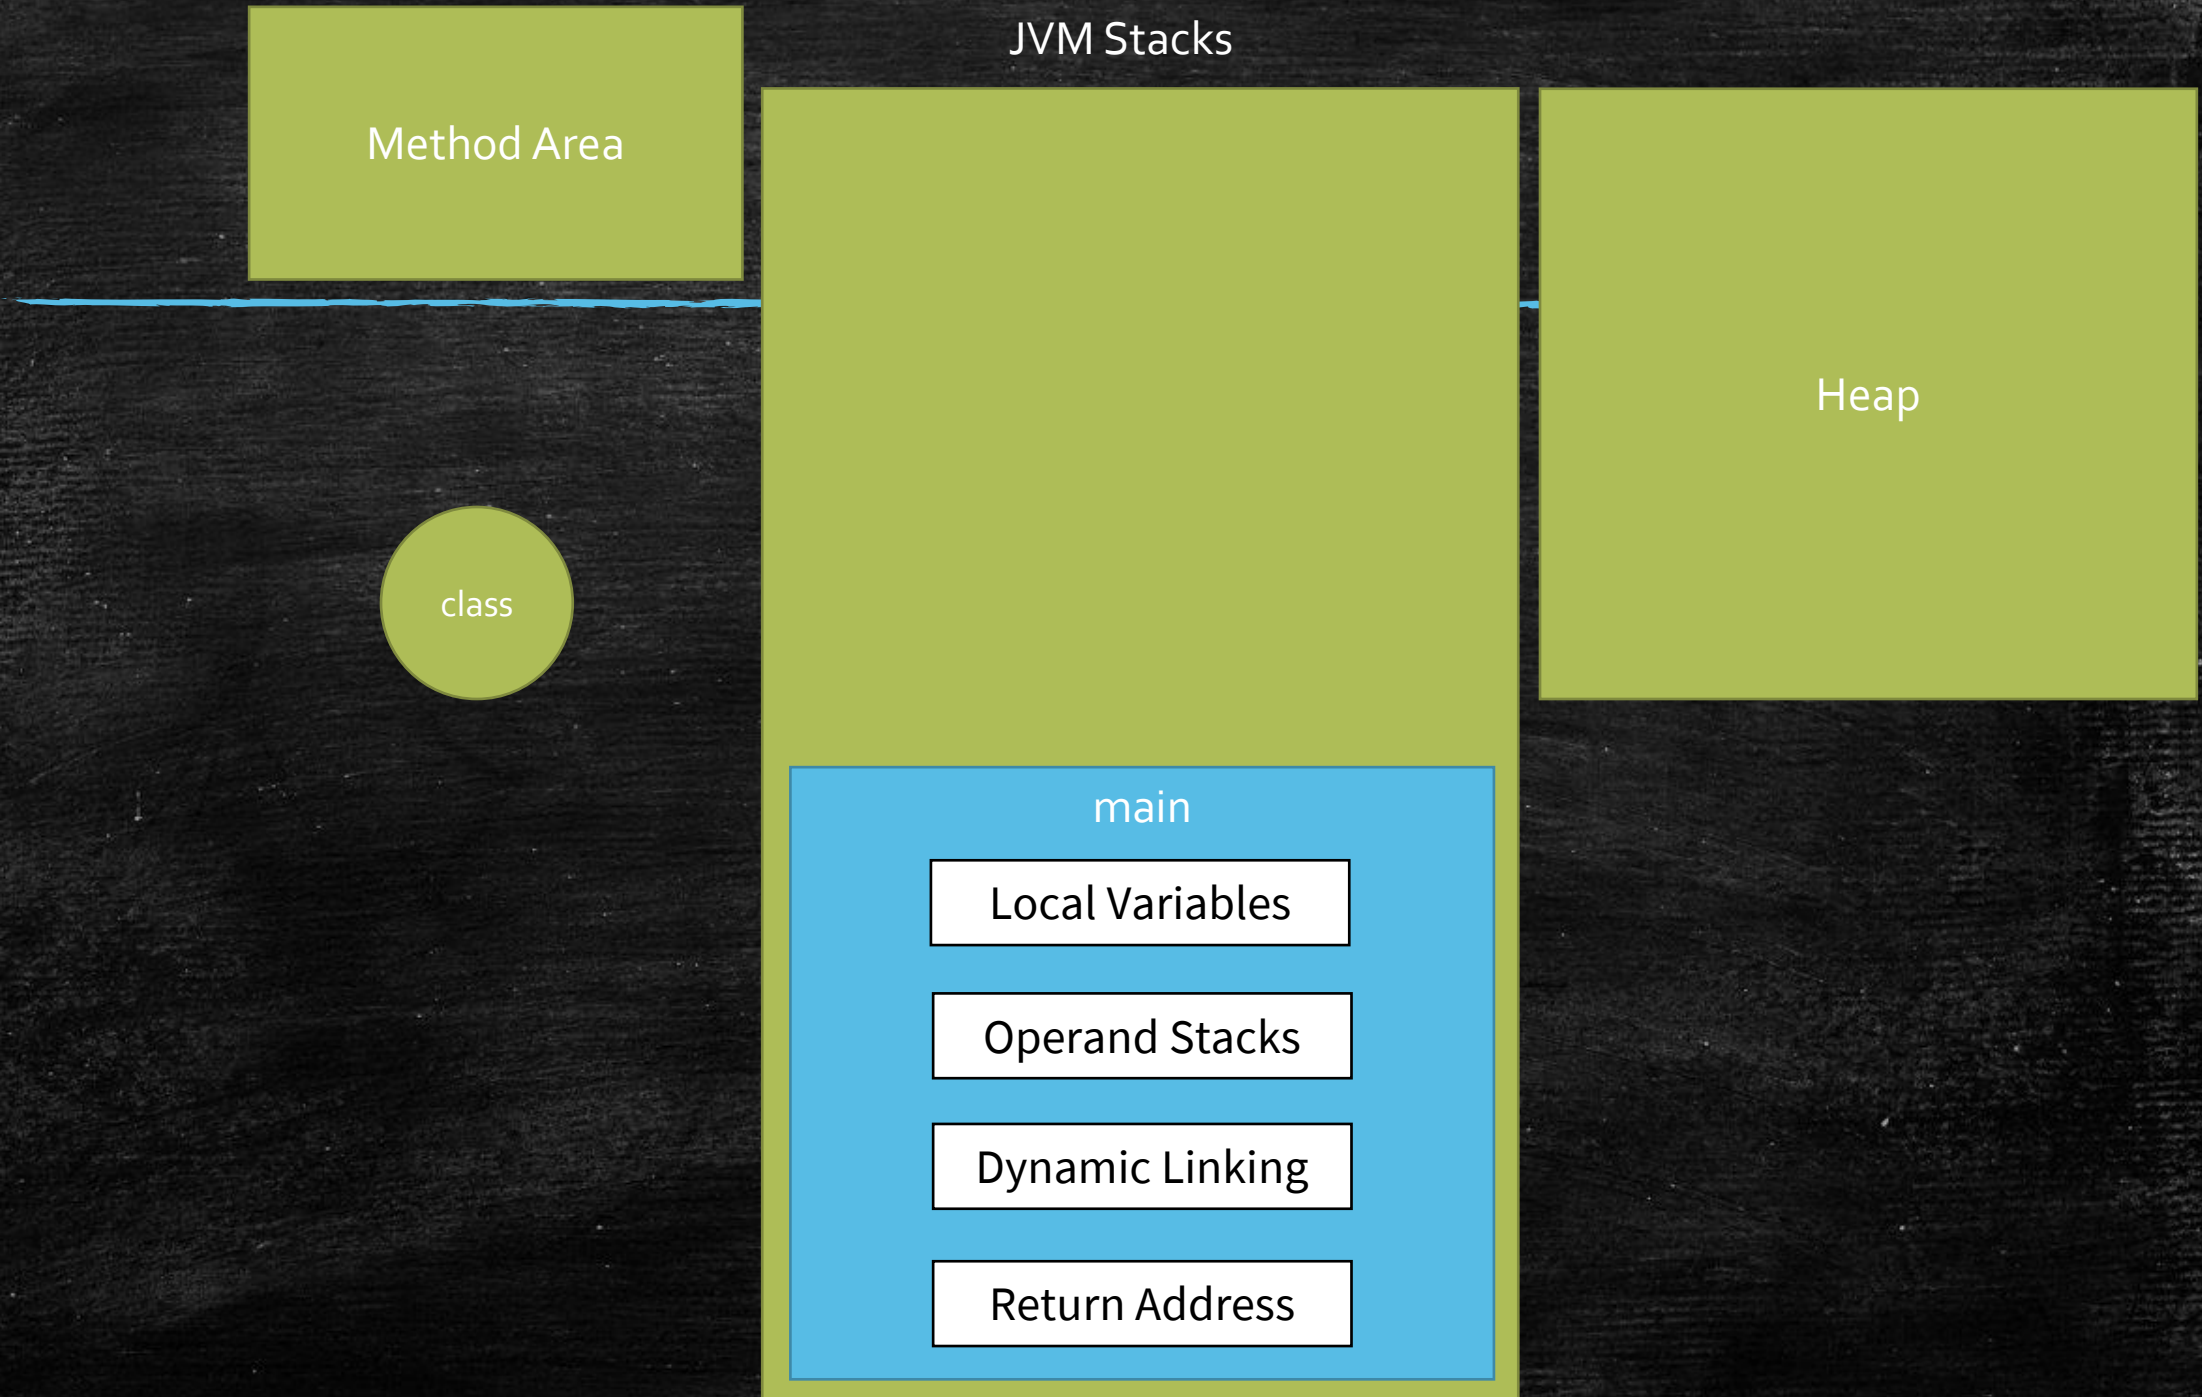 JVM Stacks
Method Area
Heap
class
main
Local Variables
Operand Stacks
Dynamic Linking
Return Address